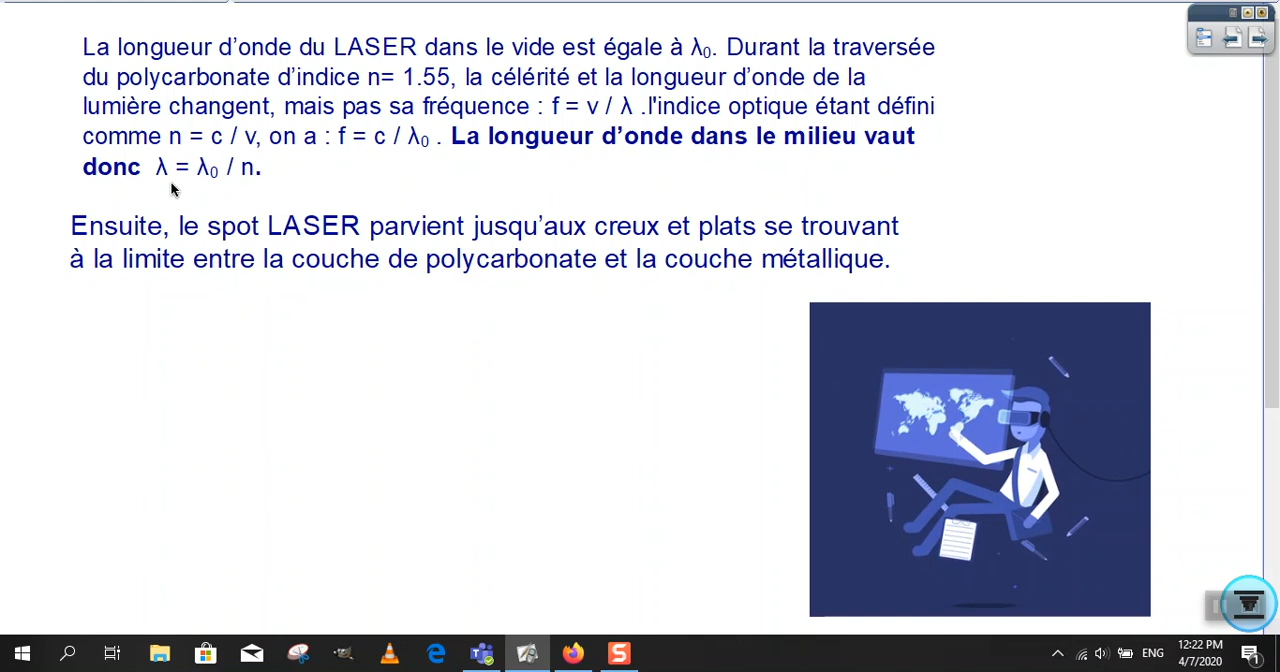 La longueur d’onde du LASER dans le vide est égale à λ₀. Durant la traversée
du polycarbonate d’indice n= 1.55, la célérité et la longueur d’onde de la
lumière changent, mais pas sa fréquence : f = v / λ .l'indice optique étant défini
comme n = c / v, on a : f = c / λ₀ . La longueur d’onde dans le milieu vaut
donc λ = λ₀ / n.
Ensuite, le spot LASER parvient jusqu’aux creux et plats se trouvant
à la limite entre la couche de polycarbonate et la couche métallique.
ENG
12:22 PM
4/7/2020
1